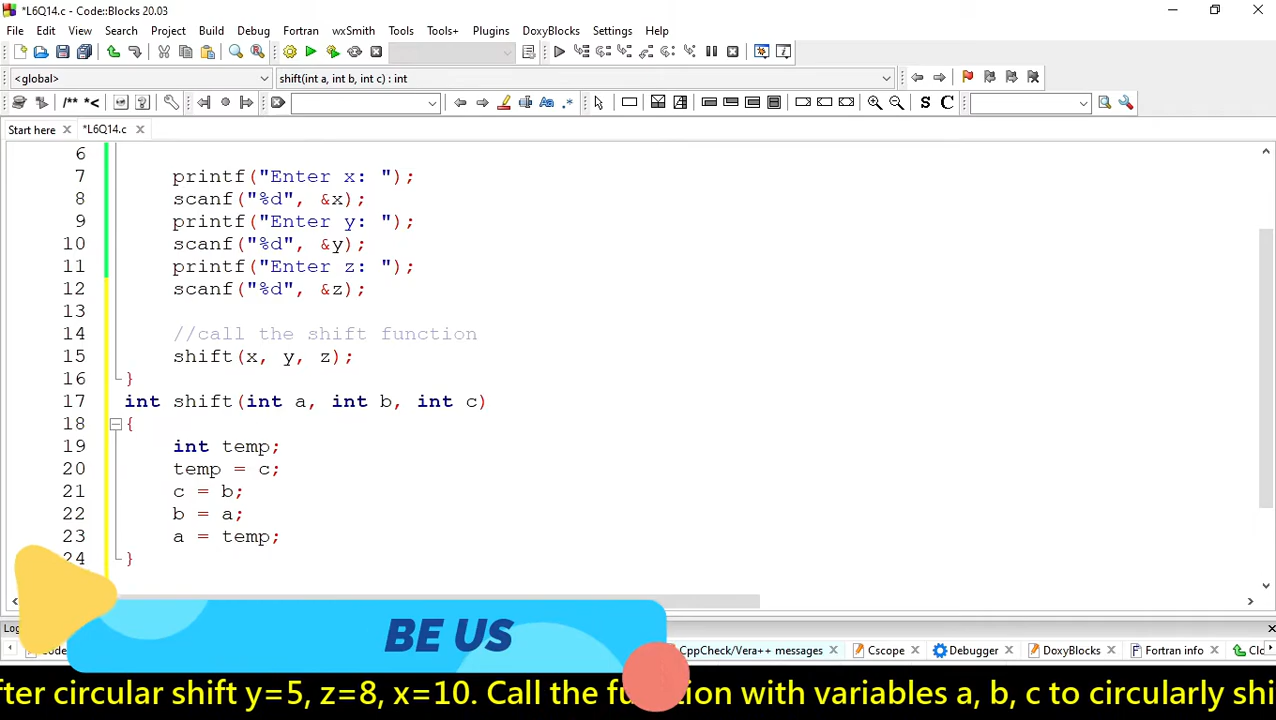 *L6Q14.c - Code::Blocks 20.03
File Edit View Search Project Build Debug Fortran wxSmith Tools Tools+ Plugins DoxyBlocks Settings Help
<global> shift(int a, int b, int c) : int
/** *< Aa .* S C
Start here *L6Q14.c
6
7 printf("Enter x: ");
8 scanf("%d", &x);
9 printf("Enter y: ");
10 scanf("%d", &y);
11 printf("Enter z: ");
12 scanf("%d", &z);
13
14 //call the shift function
15 shift(x, y, z);
16 }
17 int shift(int a, int b, int c)
18 {
19 int temp;
20 temp = c;
21 c = b;
22 b = a;
23 a = temp;
24 }
BE US
CppCheck/Vera++ messages Cscope Debugger DoxyBlocks Fortran info
fter circular shift y=5, z=8, x=10. Call the function with variables a, b, c to circularly shi